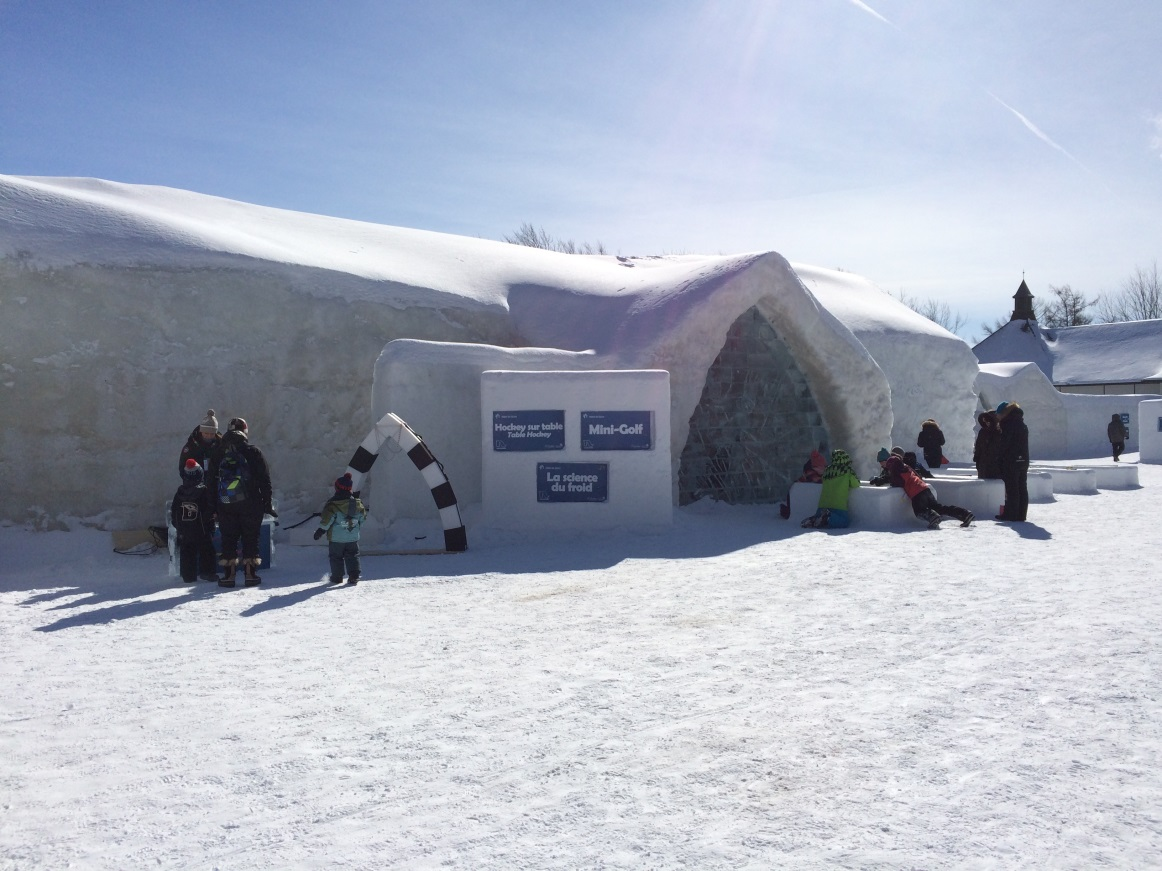 Hockey sur table
Table Hockey
Mini-Golf
La science
du froid